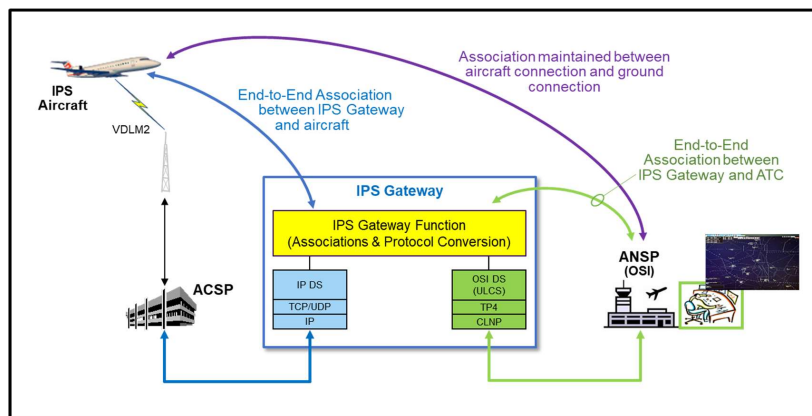 IPS
Aircraft
VDLM2
End-to-End Association
between IPS Gateway
and aircraft
Association maintained between
aircraft connection and ground
connection
End-to-End
Association between
IPS Gateway and ATC
IPS Gateway
IPS Gateway Function
(Associations & Protocol Conversion)
IP DS
TCP/UDP
IP
OSI DS
(ULCS)
TP4
CLNP
ACSP
ANSP
(OSI)